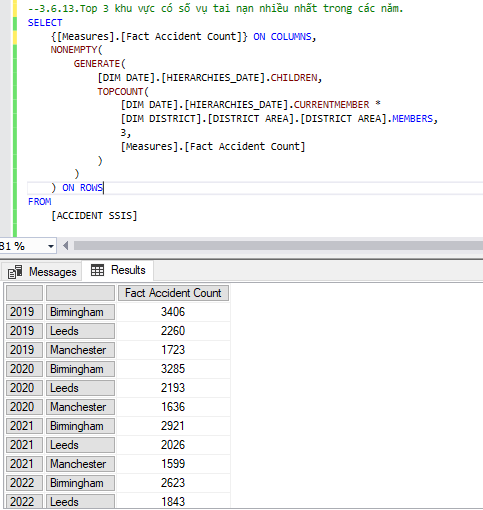 --3.6.13.Top 3 khu vực có số vụ tai nạn nhiều nhất trong các năm.
SELECT
{[Measures].[Fact Accident Count]} ON COLUMNS,
NONEMPTY(
GENERATE(
[DIM DATE].[HIERARCHIES_DATE].CHILDREN,
TOPCOUNT(
[DIM DATE].[HIERARCHIES_DATE].CURRENTMEMBER *
[DIM DISTRICT].[DISTRICT AREA].[DISTRICT AREA].MEMBERS,
3,
[Measures].[Fact Accident Count]
)
)
) ON ROWS
FROM
[ACCIDENT SSIS]
81 %
Messages Results
Fact Accident Count
2019 Birmingham 3406
2019 Leeds 2260
2019 Manchester 1723
2020 Birmingham 3285
2020 Leeds 2193
2020 Manchester 1636
2021 Birmingham 2921
2021 Leeds 2026
2021 Manchester 1599
2022 Birmingham 2623
2022 Leeds 1843